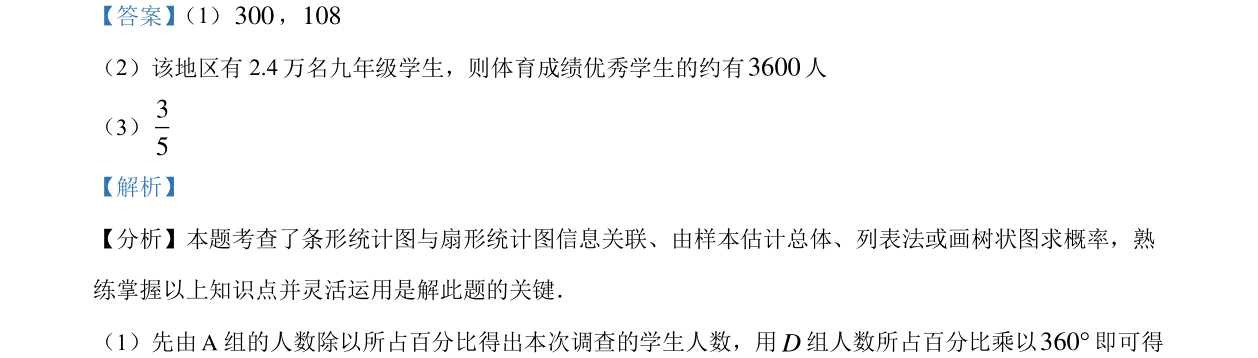 【答案】（1）300，108
（2）该地区有 2.4 万名九年级学生，则体育成绩优秀学生的约有3600人
（3）3/5
【解析】
【分析】本题考查了条形统计图与扇形统计图信息关联、由样本估计总体、列表法或画树状图求概率，熟
练掌握以上知识点并灵活运用是解此题的关键．
（1）先由 A 组的人数除以所占百分比得出本次调查的学生人数，用 D 组人数所占百分比乘以360°即可得